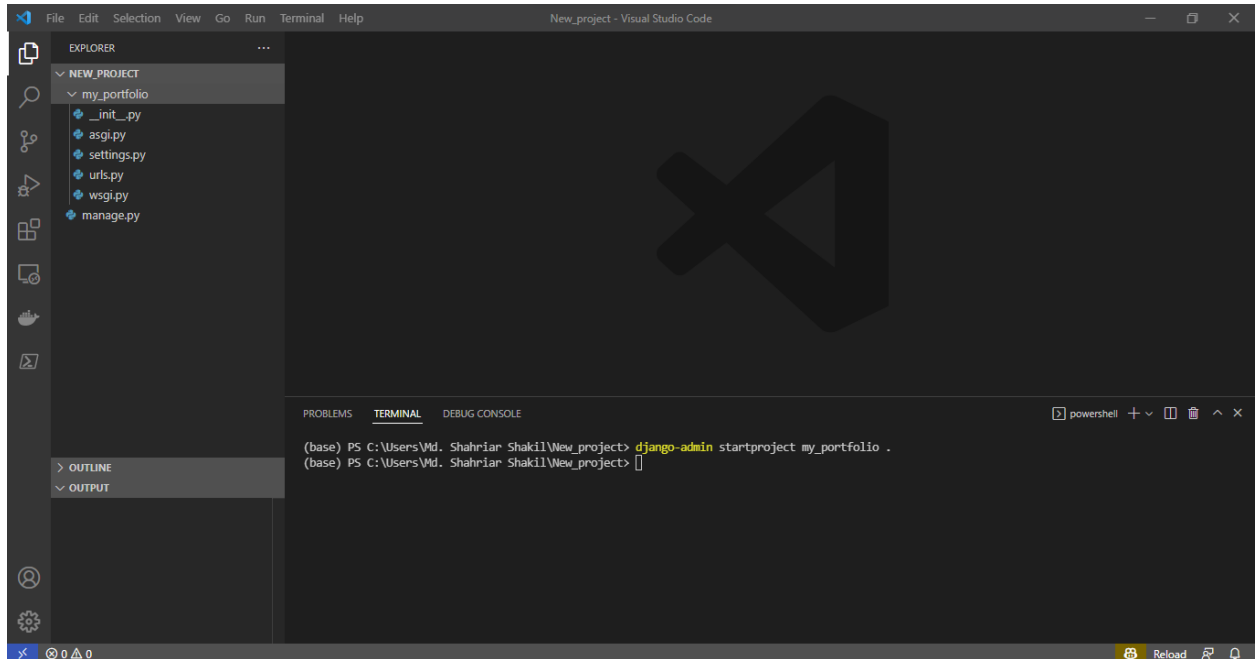 File Edit Selection View Go Run Terminal Help New_project - Visual Studio Code
EXPLORER
NEW_PROJECT
my_portfolio
__init__.py
asgi.py
settings.py
urls.py
wsgi.py
manage.py
OUTLINE
OUTPUT
PROBLEMS TERMINAL DEBUG CONSOLE powershell
(base) PS C:\Users\Md. Shahriar Shakil\New_project> django-admin startproject my_portfolio .
(base) PS C:\Users\Md. Shahriar Shakil\New_project>
0 0 Reload